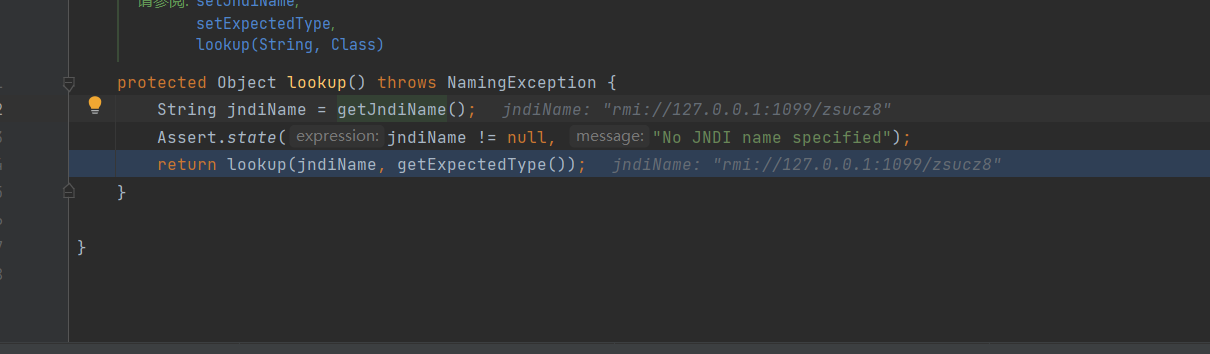 请参阅: setJndiName,
setExpectedType,
lookup(String, Class)
protected Object lookup() throws NamingException {
String jndiName = getJndiName(); jndiName: "rmi://127.0.0.1:1099/zsucz8"
Assert.state( expression: jndiName != null, message: "No JNDI name specified");
return lookup(jndiName, getExpectedType()); jndiName: "rmi://127.0.0.1:1099/zsucz8"
}
}